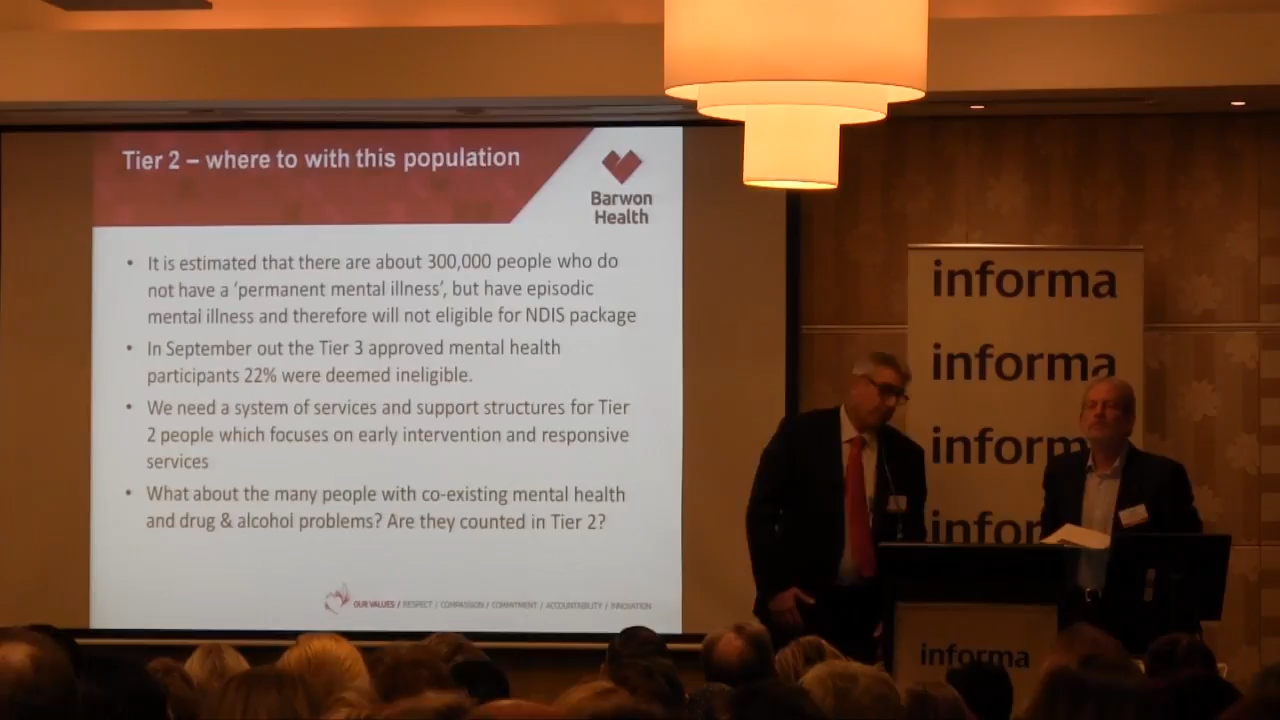 Tier 2 – where to with this population
Barwon
Health
• It is estimated that there are about 300,000 people who do
not have a 'permanent mental illness', but have episodic
mental illness and therefore will not eligible for NDIS package
• In September out the Tier 3 approved mental health
participants 22% were deemed ineligible.
• We need a system of services and support structures for Tier
2 people which focuses on early intervention and responsive
services
• What about the many people with co-existing mental health
and drug & alcohol problems? Are they counted in Tier 2?
OUR VALUES / RESPECT / COMPASSION / COMMITMENT / ACCOUNTABILITY / INNOVATION
informa
informa
inform
infor
informa